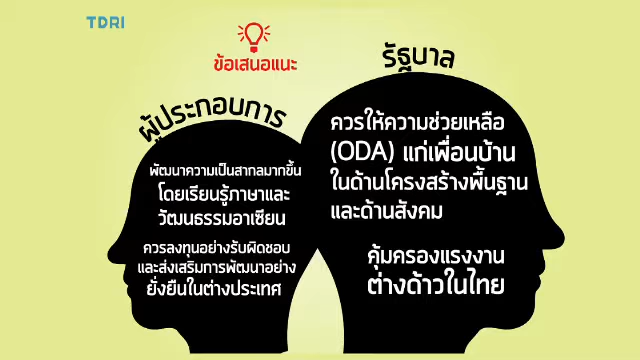 TDRI
ข้อเสนอแนะ
ผู้ประกอบการ
พัฒนาความเป็นสากลมากขึ้น
โดยเรียนรู้ภาษาและ
วัฒนธรรมอาเซียน
ควรลงทุนอย่างรับผิดชอบ
และส่งเสริมการพัฒนาอย่าง
ยั่งยืนในต่างประเทศ
รัฐบาล
ควรให้ความช่วยเหลือ
(ODA) แก่เพื่อนบ้าน
ในด้านโครงสร้างพื้นฐาน
และด้านสังคม
คุ้มครองแรงงาน
ต่างด้าวในไทย